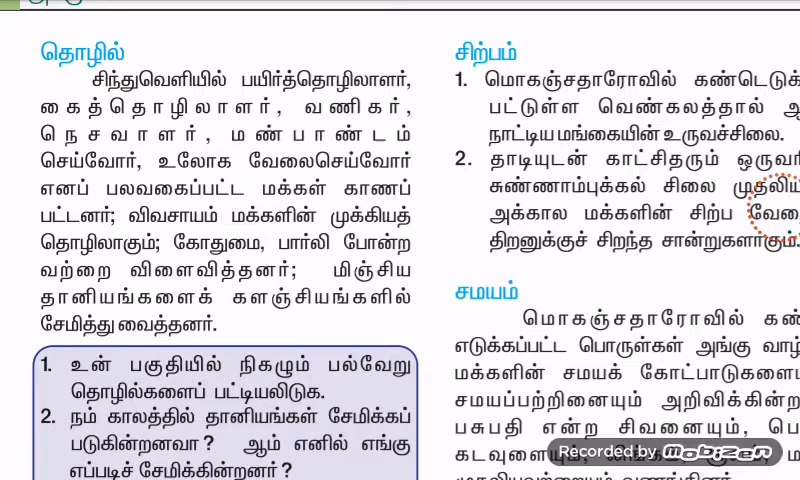 தொழில்
சிந்துவெளியில் பயிர்த்தொழிலாளர்,
கைத்தொழிலாளர், வணிகர்,
நெசவாளர், மண்பாண்டம்
செய்வோர், உலோக வேலைசெய்வோர்
எனப் பலவகைப்பட்ட மக்கள் காணப்
பட்டனர்; விவசாயம் மக்களின் முக்கியத்
தொழிலாகும்; கோதுமை, பார்லி போன்ற
வற்றை விளைவித்தனர்; மிஞ்சிய
தானியங்களைக் களஞ்சியங்களில்
சேமித்து வைத்தனர்.
1. உன் பகுதியில் நிகழும் பல்வேறு
தொழில்களைப் பட்டியலிடுக.
2. நம் காலத்தில் தானியங்கள் சேமிக்கப்
படுகின்றனவா? ஆம் எனில் எங்கு
எப்படிச் சேமிக்கின்றனர்?
சிற்பம்
1. மொகஞ்சதாரோவில் கண்டெடுக்
பட்டுள்ள வெண்கலத்தால் ஆ
நாட்டிய மங்கையின் உருவச்சிலை.
2. தாடியுடன் காட்சிதரும் ஒருவரி
சுண்ணாம்புக்கல் சிலை முதலிய
அக்கால மக்களின் சிற்ப வேலை
திறனுக்குச் சிறந்த சான்றுகளாகும்.
சமயம்
மொகஞ்சதாரோவில் கண்
எடுக்கப்பட்ட பொருள்கள் அங்கு வாழ்
மக்களின் சமயக் கோட்பாடுகளைய
சமயப்பற்றினையும் அறிவிக்கின்ற
பசுபதி என்ற சிவனையும், பெ
கடவுளையும்,
Recorded by MOBIZEN